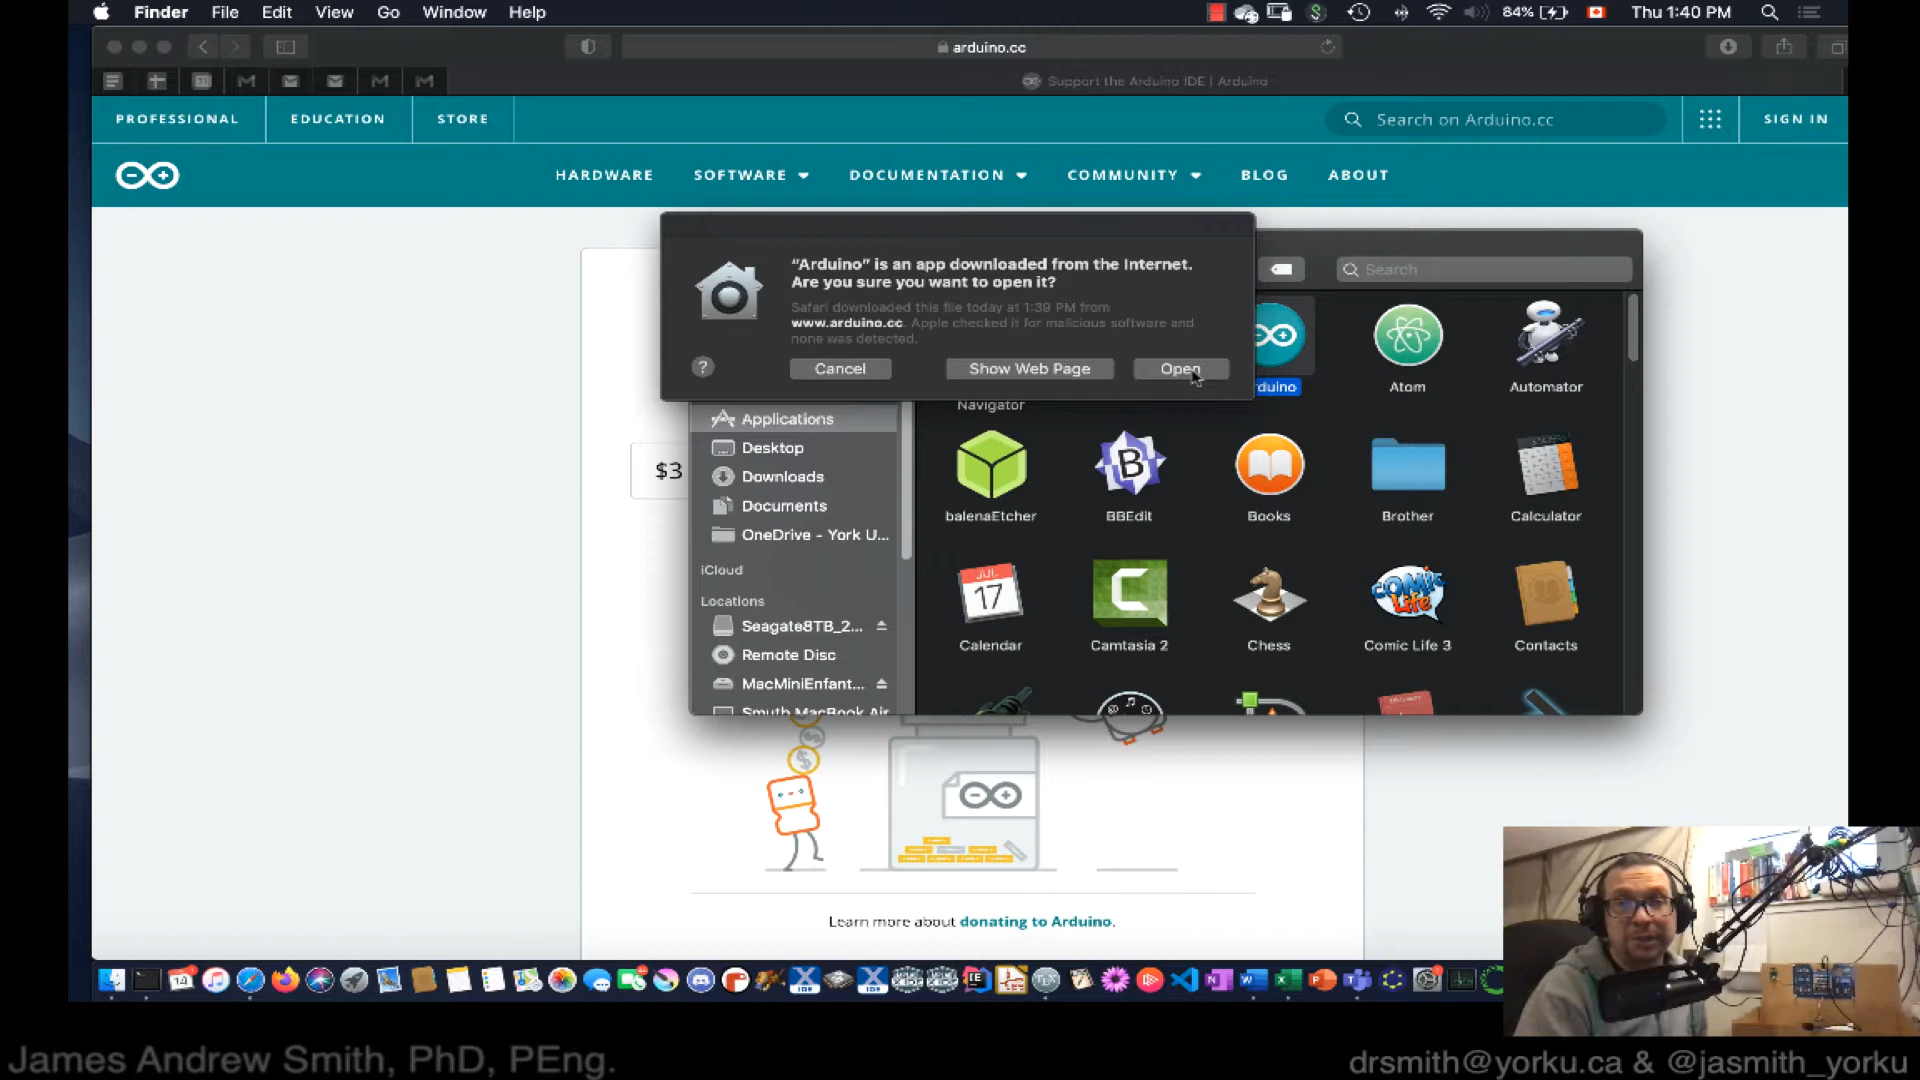 Finder File Edit View Go Window Help
84% Thu 1:40 PM
arduino.cc
Support the Arduino IDE | Arduino
PROFESSIONAL EDUCATION STORE
Search on Arduino.cc
SIGN IN
HARDWARE SOFTWARE DOCUMENTATION COMMUNITY BLOG ABOUT
“Arduino” is an app downloaded from the Internet.
Are you sure you want to open it?
Safari downloaded this file today at 1:39 PM from
www.arduino.cc. Apple checked it for malicious software and
none was detected.
? Cancel Show Web Page Open
Search
duino Atom Automator
Navigator
Applications
Desktop
Downloads
Documents
OneDrive - York U...
iCloud
Locations
Seagate8TB_2...
Remote Disc
MacMiniEnfant...
Smuth MacBook Air
balenaEtcher BBEdit Books Brother Calculator
JUL
17
Calendar Camtasia 2 Chess Comic Life 3 Contacts
$3
Learn more about donating to Arduino.
James Andrew Smith, PhD, PEng.
drsmith@yorku.ca & @jasmith_yorku